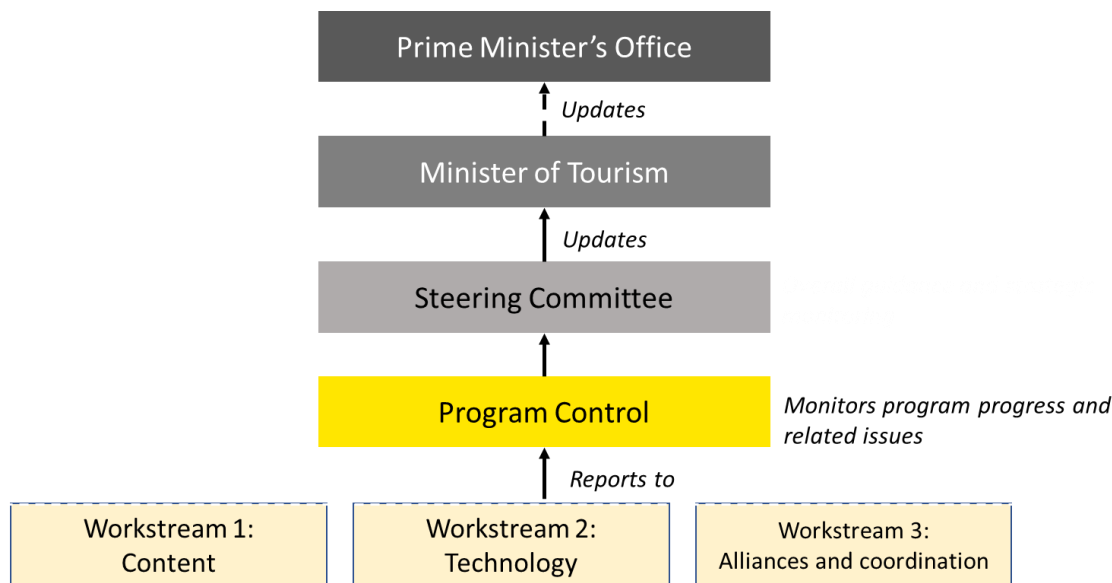 Prime Minister’s Office
Updates
Minister of Tourism
Updates
Steering Committee
Program Control
Monitors program progress and
related issues
Reports to
Workstream 1:
Content
Workstream 2:
Technology
Workstream 3:
Alliances and coordination